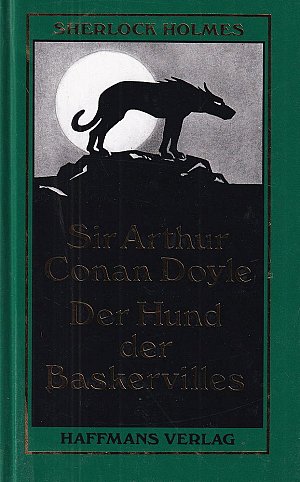 SHERLOCK HOLMES
Sir Arthur
Conan Doyle
Der Hund
der
Baskervilles
HAFFMANS VERLAG